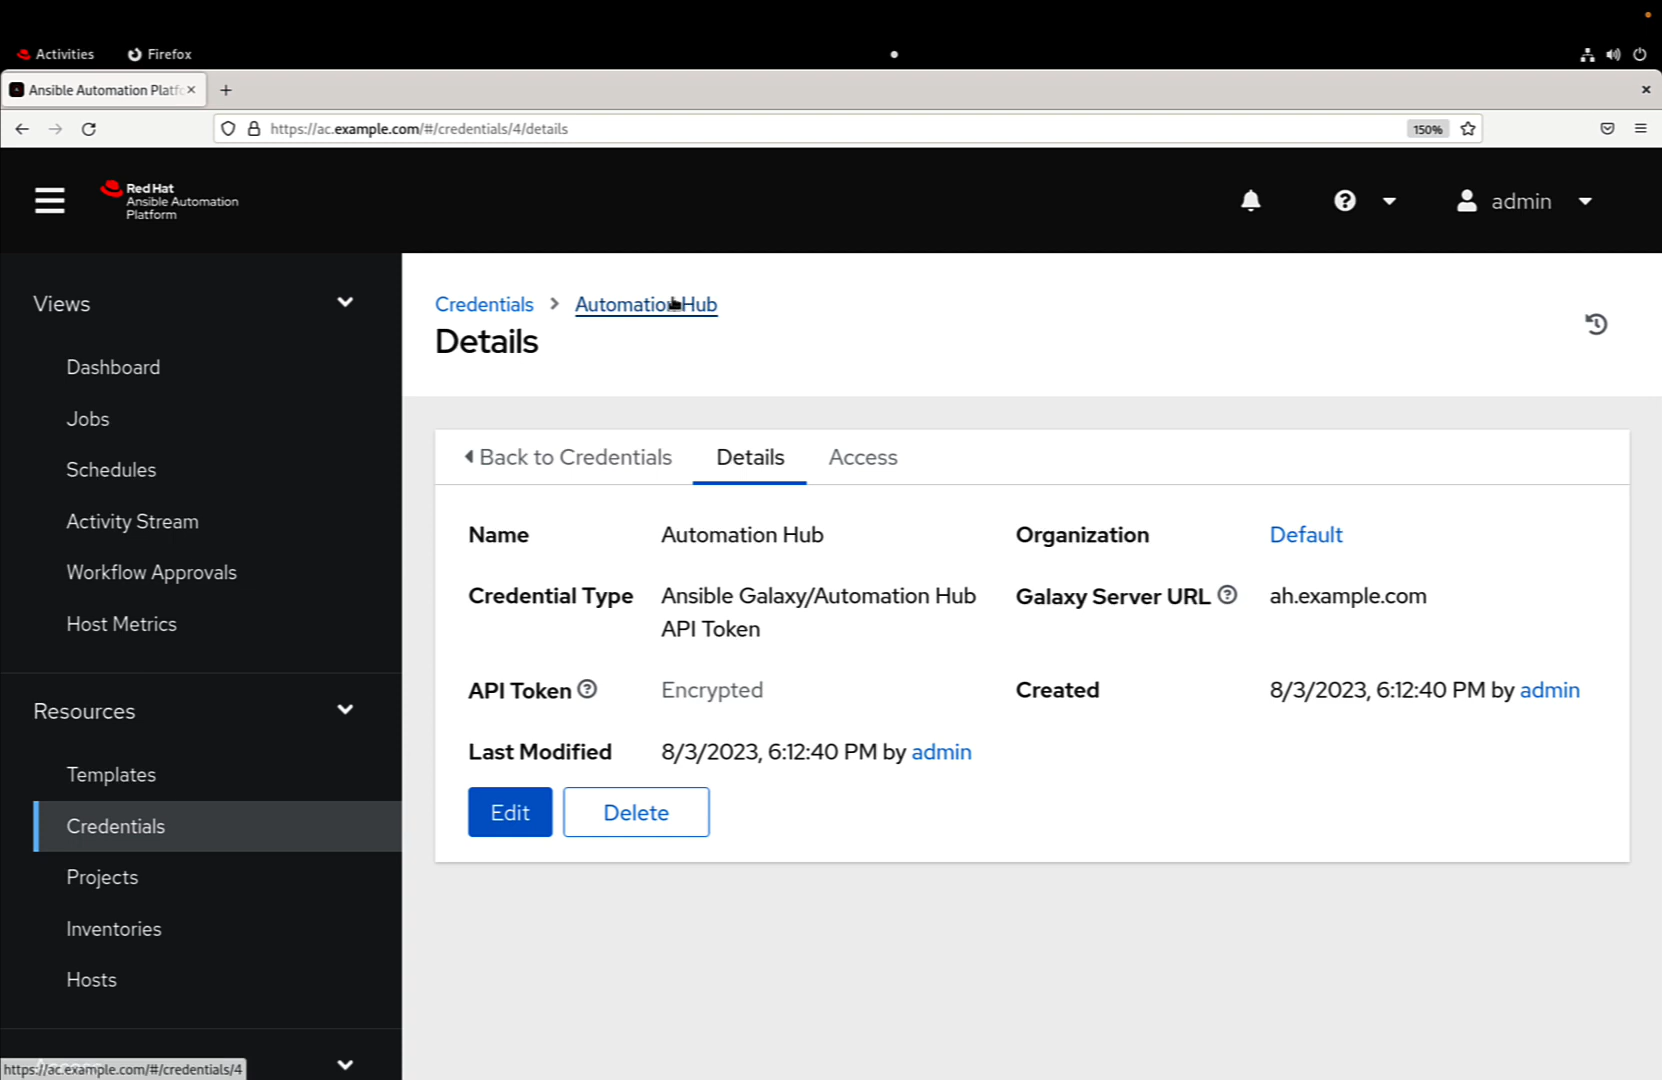 Activities
Firefox
Ansible Automation Platfo
https://ac.example.com/#/credentials/4/details
150%
Red Hat
Ansible Automation
Platform
admin
Views
Dashboard
Jobs
Schedules
Activity Stream
Workflow Approvals
Host Metrics
Resources
Templates
Credentials
Projects
Inventories
Hosts
https://ac.example.com/#/credentials/4
Credentials > Automation Hub
Details
Back to Credentials
Details
Access
Name Automation Hub
Organization Default
Credential Type Ansible Galaxy/Automation Hub
API Token
Galaxy Server URL ah.example.com
API Token Encrypted
Created 8/3/2023, 6:12:40 PM by admin
Last Modified 8/3/2023, 6:12:40 PM by admin
Edit
Delete